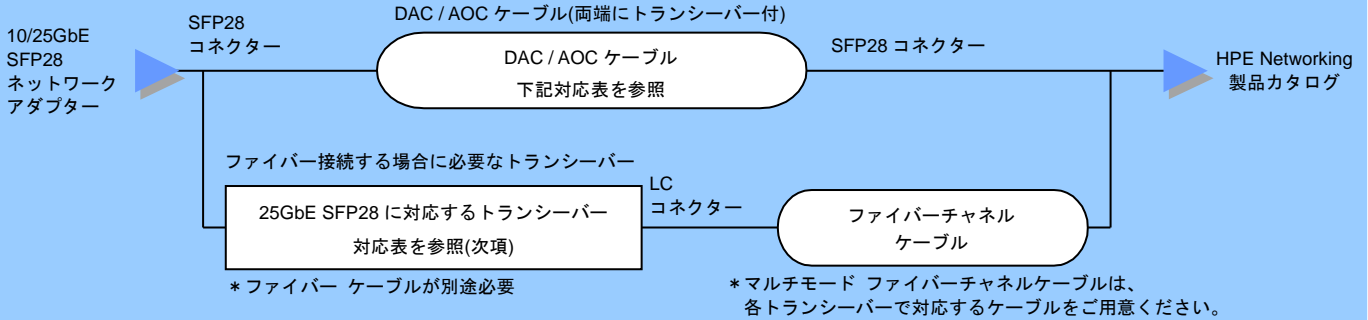 10/25GbE
SFP28
ネットワーク
アダプター
SFP28
コネクター
DAC / AOC ケーブル(両端にトランシーバー付)
DAC / AOC ケーブル
下記対応表を参照
SFP28 コネクター
HPE Networking
製品カタログ
ファイバー接続する場合に必要なトランシーバー
25GbE SFP28 に対応するトランシーバー
対応表を参照(次項)
*ファイバー ケーブルが別途必要
LC
コネクター
ファイバーチャネル
ケーブル
*マルチモード ファイバーチャネルケーブルは、
各トランシーバーで対応するケーブルをご用意ください。